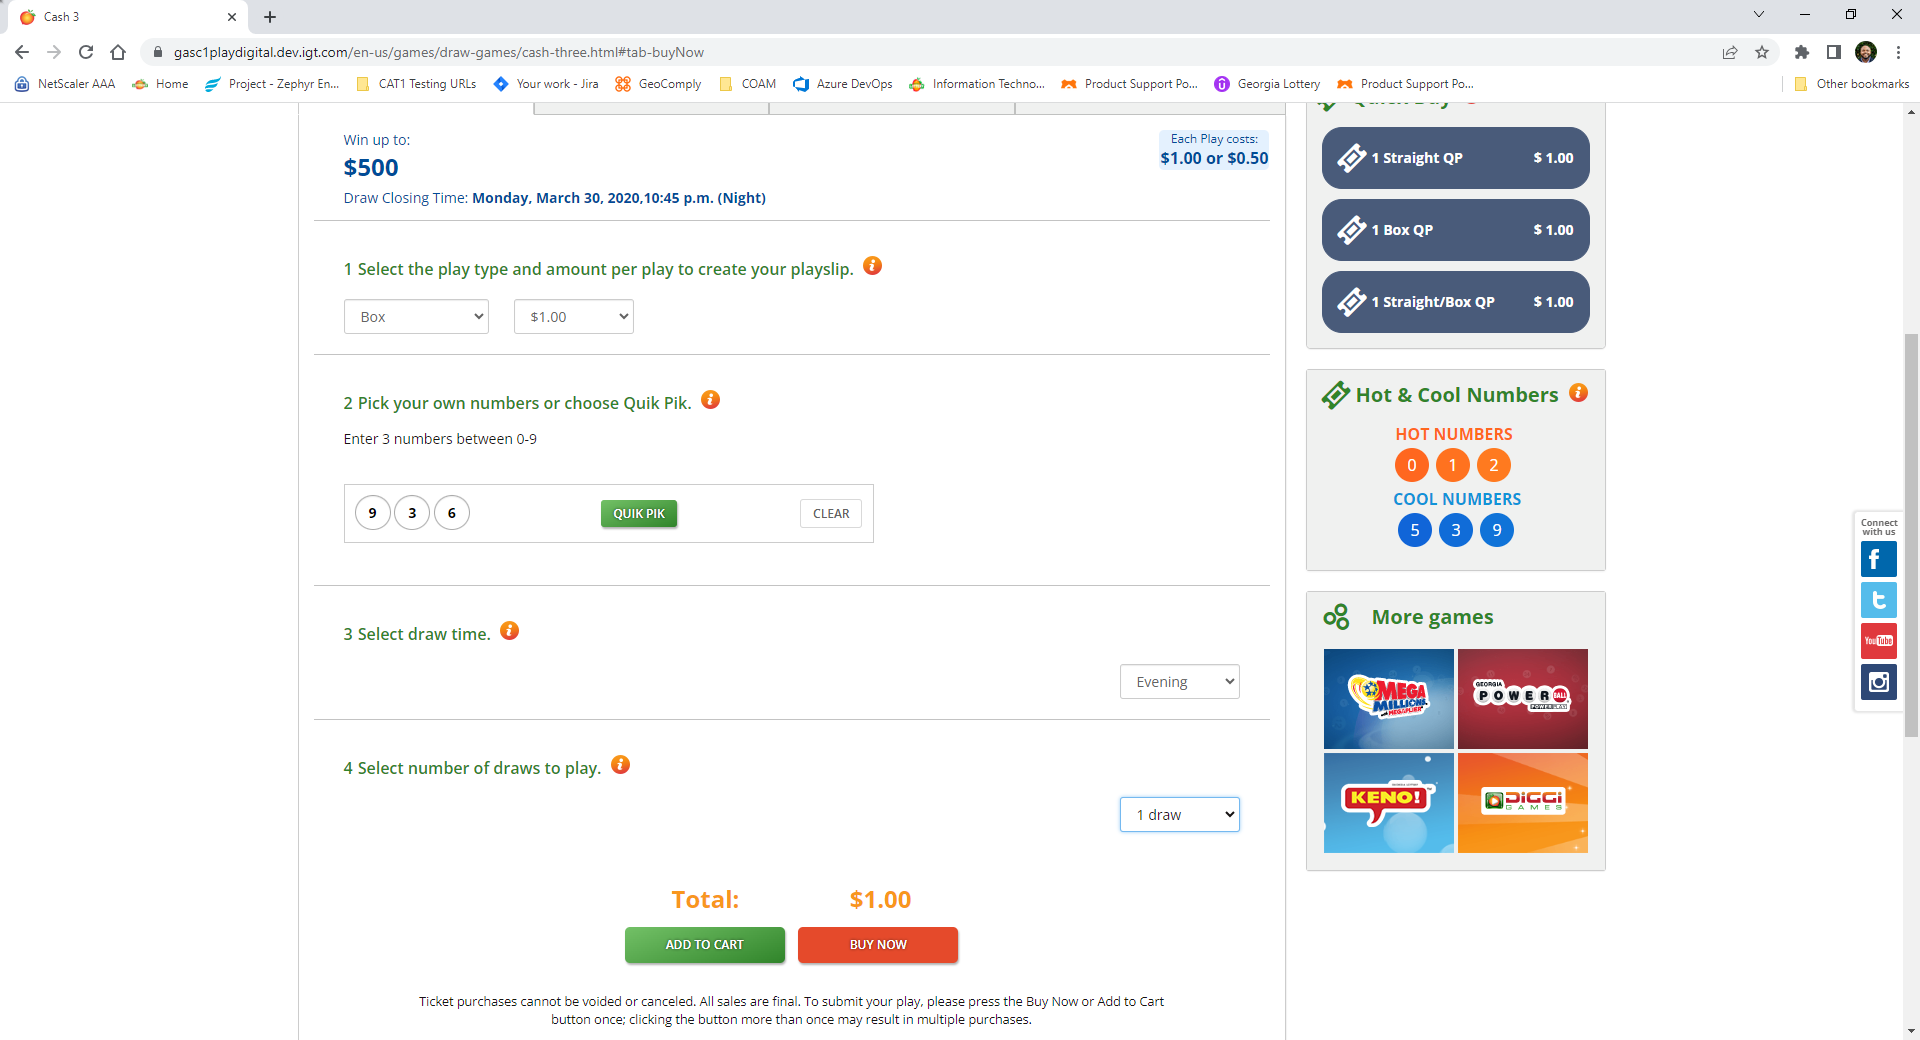 Cash 3
gasc1playdigital.dev.igt.com/en-us/games/draw-games/cash-three.html#tab-buyNow
NetScaler AAA
Home
Project - Zephyr En...
CAT1 Testing URLs
Your work - Jira
GeoComply
COAM
Azure DevOps
Information Techno...
Product Support Po...
Georgia Lottery
Product Support Po...
Other bookmarks
Win up to:
$500
Draw Closing Time: Monday, March 30, 2020,10:45 p.m. (Night)
Each Play costs:
$1.00 or $0.50
1 Select the play type and amount per play to create your playslip.
Box
$1.00
2 Pick your own numbers or choose Quik Pik.
Enter 3 numbers between 0-9
9 3 6
QUIK PIK
CLEAR
3 Select draw time.
Evening
4 Select number of draws to play.
1 draw
Total: $1.00
ADD TO CART
BUY NOW
Ticket purchases cannot be voided or canceled. All sales are final. To submit your play, please press the Buy Now or Add to Cart
button once; clicking the button more than once may result in multiple purchases.
1 Straight QP $ 1.00
1 Box QP $ 1.00
1 Straight/Box QP $ 1.00
Hot & Cool Numbers
HOT NUMBERS
0 1 2
COOL NUMBERS
5 3 9
More games
MEGA
MILLIONS
MEGAPLIER
GEORGIA
POWERBALL
KENO!
DiGGi
GAMES
Connect
with us
YouTube